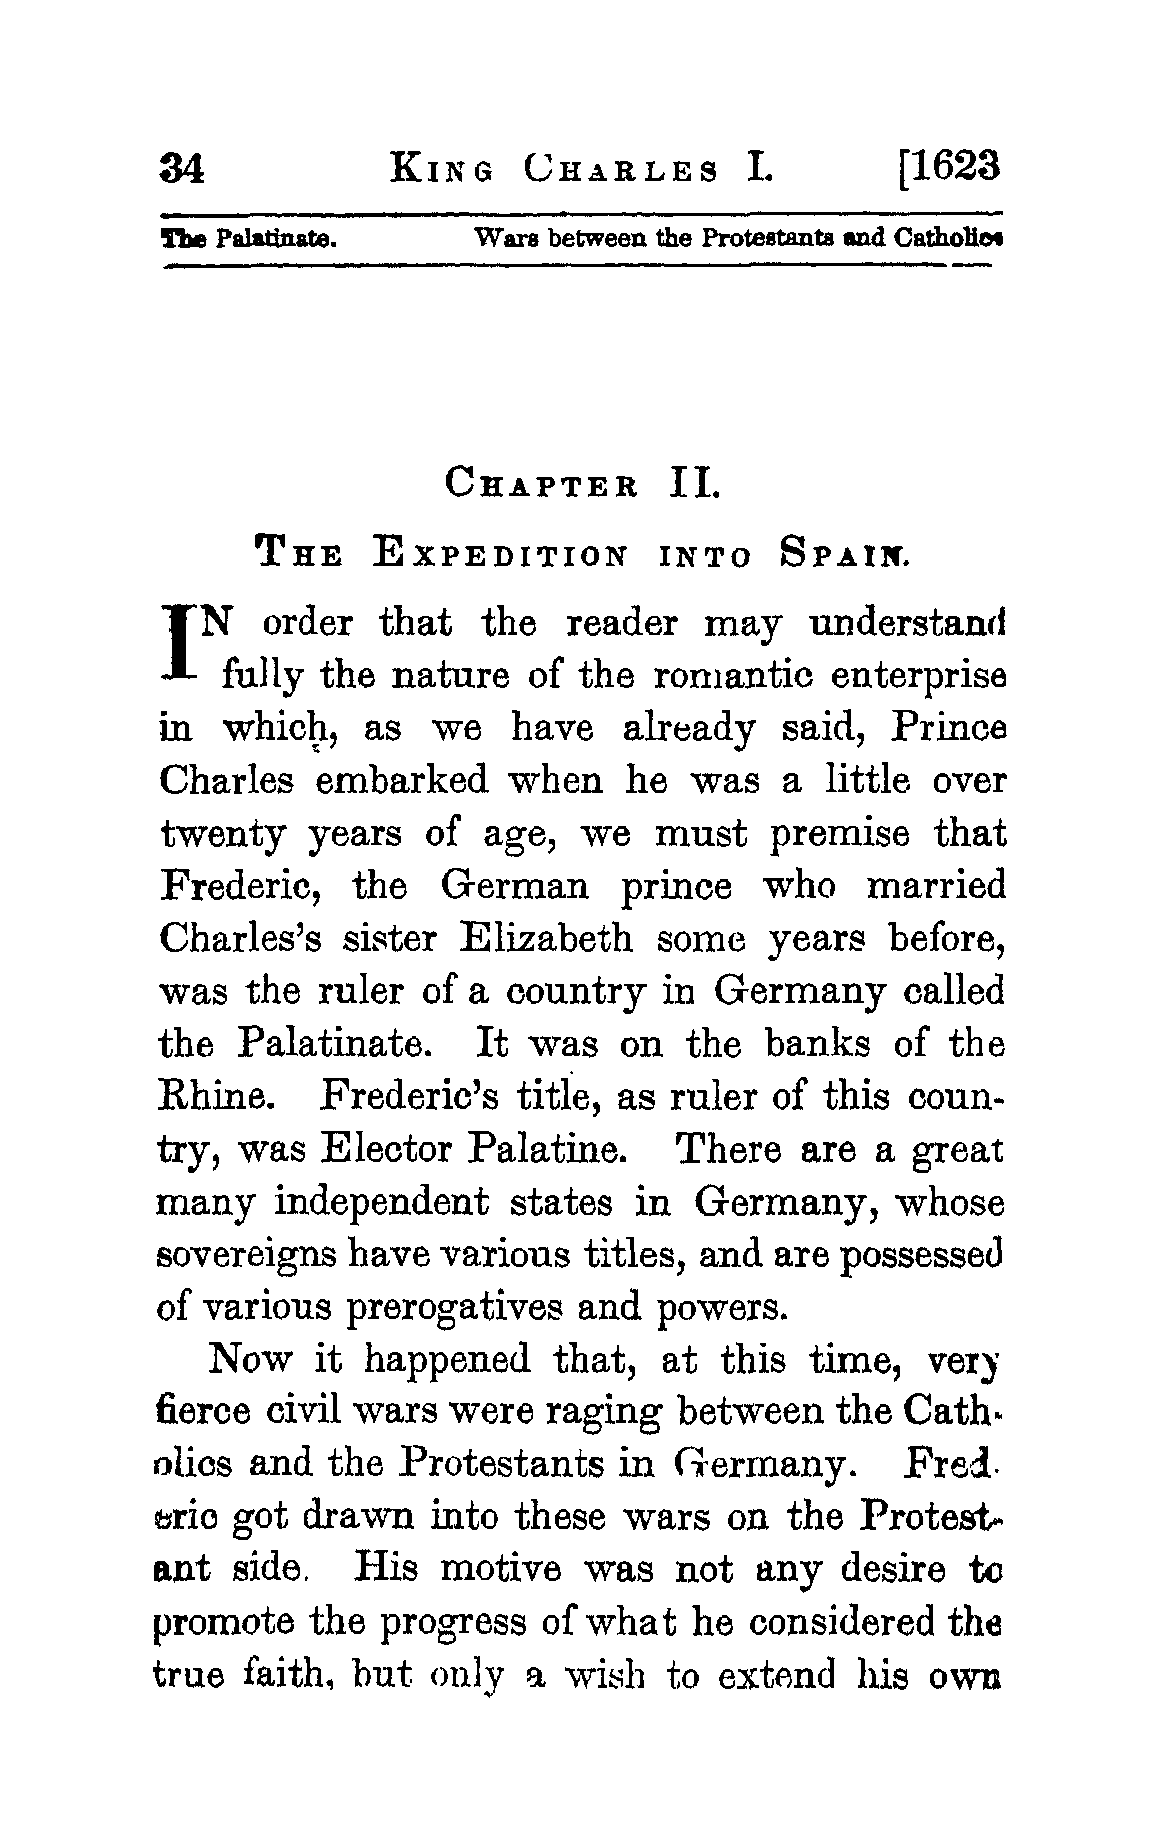 34 King Charles I. [1623
The Palatinate. Wars between the Protestants and Catholics
Chapter II.
The Expedition into Spain.
IN order that the reader may understand
fully the nature of the romantic enterprise
in which, as we have already said, Prince
Charles embarked when he was a little over
twenty years of age, we must premise that
Frederic, the German prince who married
Charles's sister Elizabeth some years before,
was the ruler of a country in Germany called
the Palatinate. It was on the banks of the
Rhine. Frederic's title, as ruler of this coun-
try, was Elector Palatine. There are a great
many independent states in Germany, whose
sovereigns have various titles, and are possessed
of various prerogatives and powers.
Now it happened that, at this time, very
fierce civil wars were raging between the Cath-
olics and the Protestants in Germany. Fred-
eric got drawn into these wars on the Protest-
ant side. His motive was not any desire to
promote the progress of what he considered the
true faith, but only a wish to extend his own